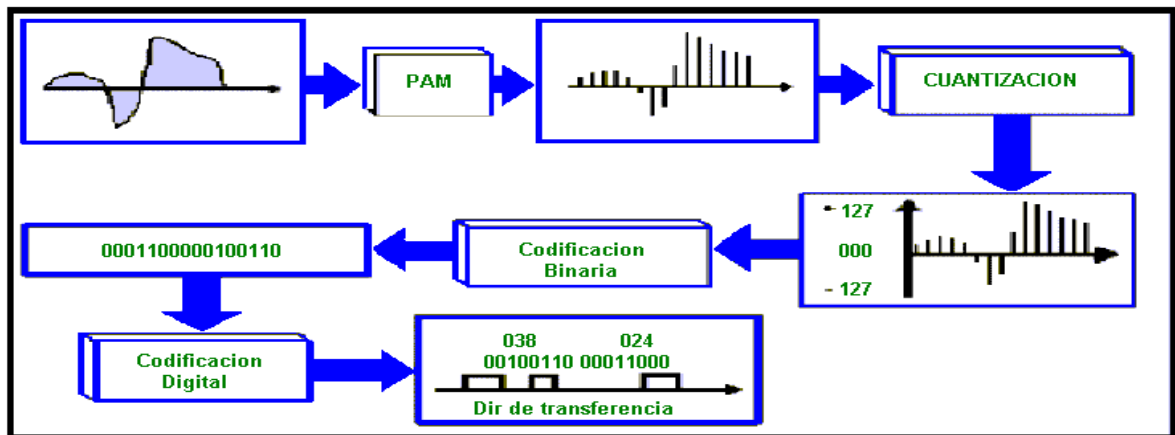 PAM
CUANTIZACION
+ 127
000
- 127
Codificacion
Binaria
0001100000100110
Codificacion
Digital
038 024
00100110 00011000
Dir de transferencia